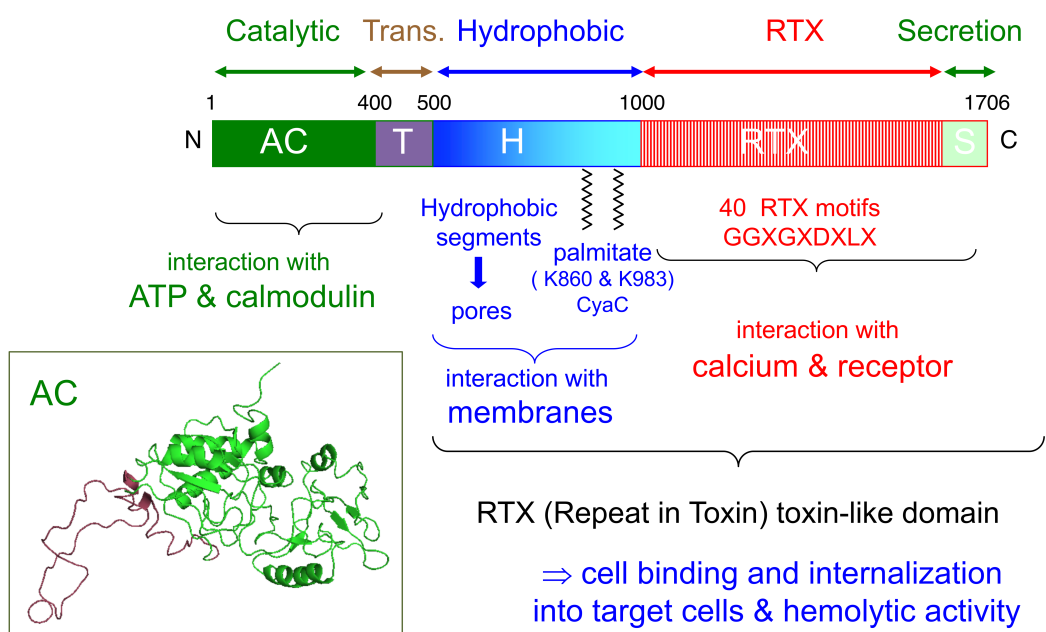 Catalytic Trans. Hydrophobic RTX Secretion
1 400 500 1000 1706
N AC T H RTX S C
Hydrophobic
segments
pores
palmitate
( K860 & K983)
CyaC
40 RTX motifs
GGXGXDXLX
interaction with
ATP & calmodulin
interaction with
membranes
interaction with
calcium & receptor
AC
RTX (Repeat in Toxin) toxin-like domain
⇒ cell binding and internalization
into target cells & hemolytic activity